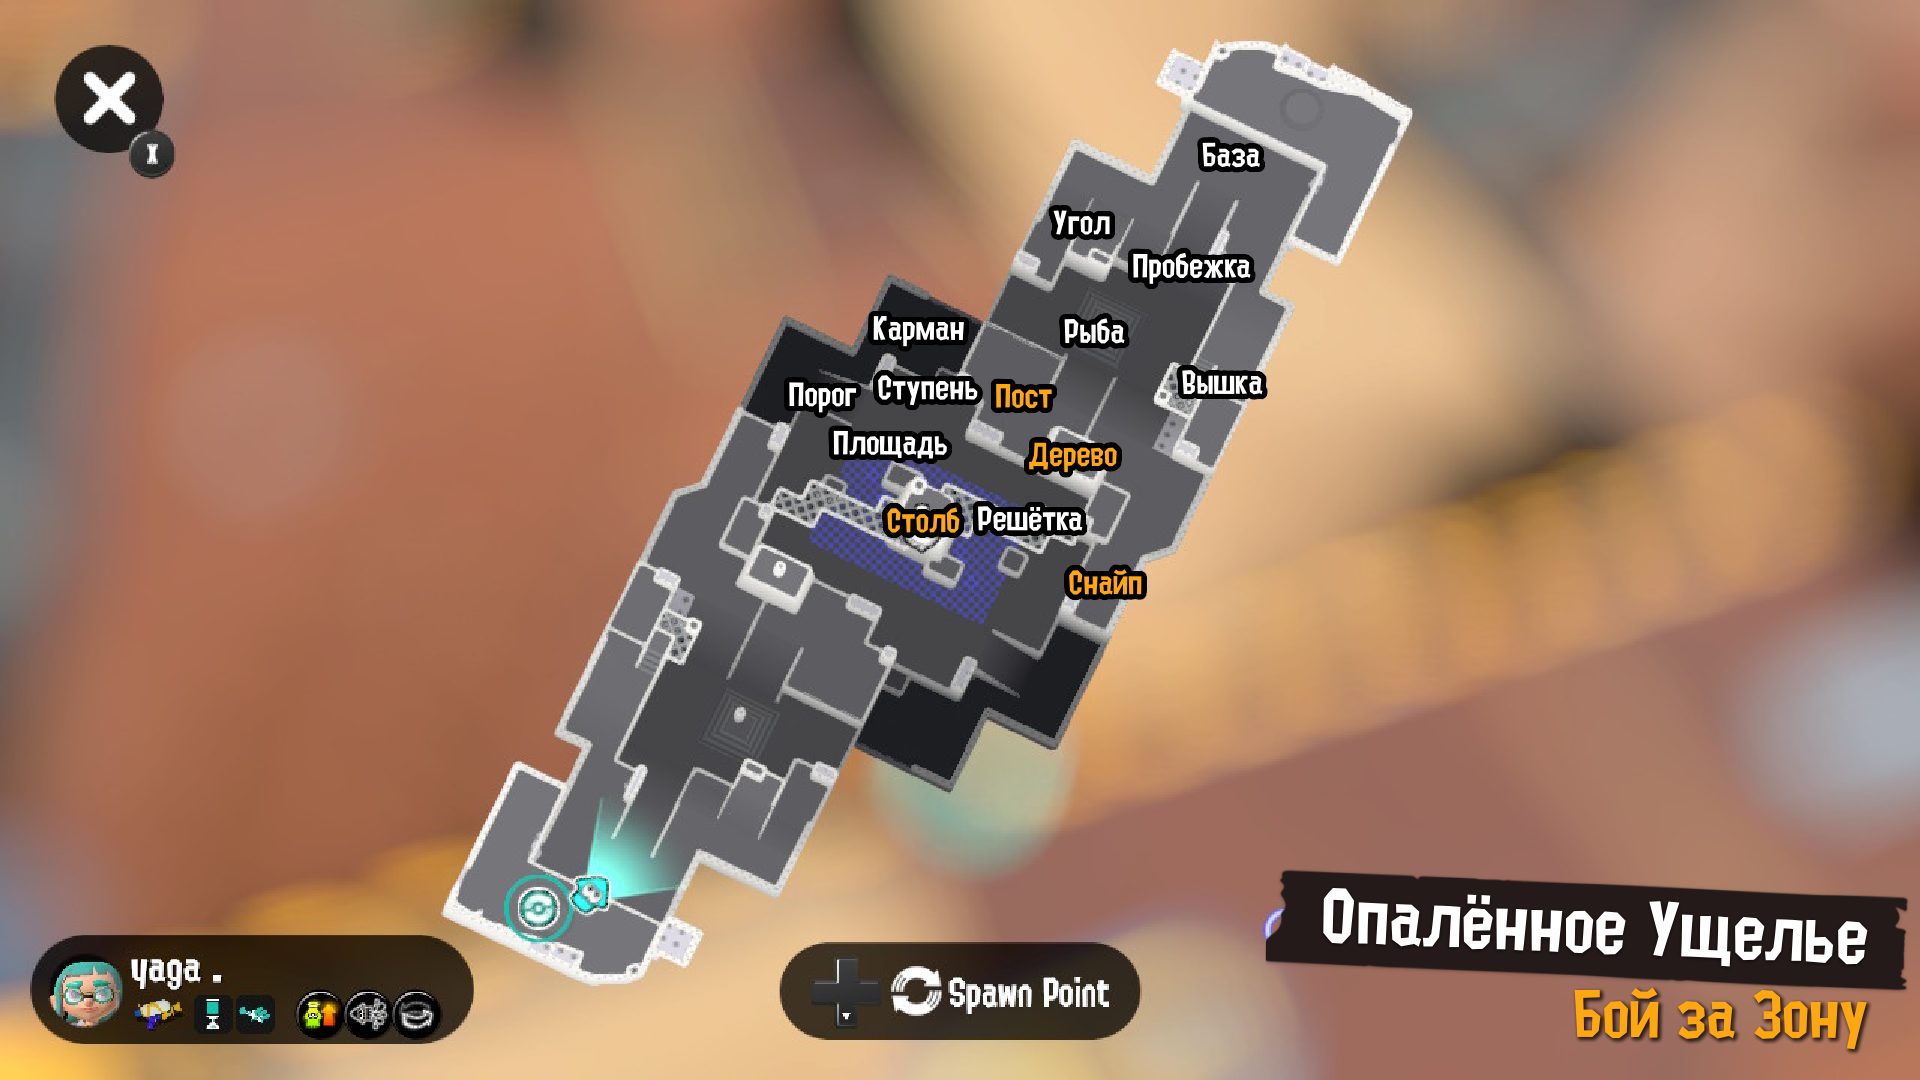 База
Угол
Пробежка
Карман
Рыба
Порог
Ступень
Пост
Вышка
Площадь
Дерево
Столб
Решётка
Снайп
Опалённое Ущелье
Бой за Зону
yaga .
Spawn Point